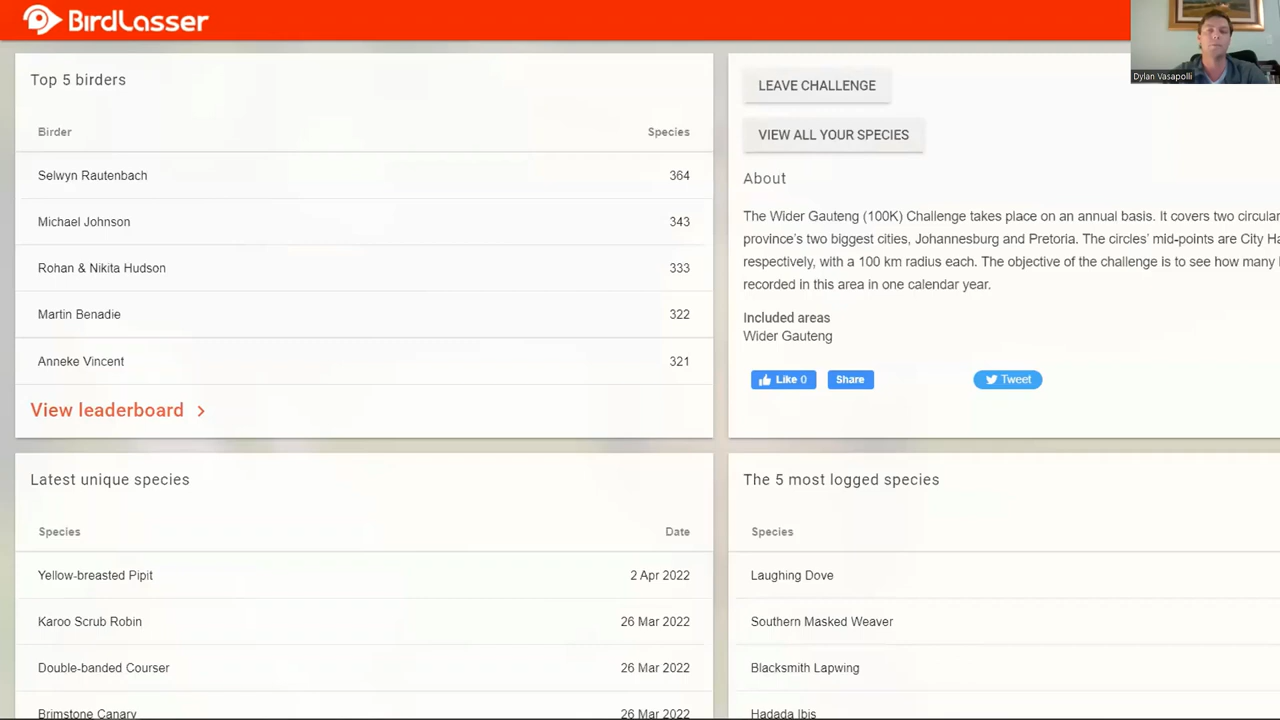 BirdLasser
Dylan Vasapolli
Top 5 birders
Birder Species
Selwyn Rautenbach 364
Michael Johnson 343
Rohan & Nikita Hudson 333
Martin Benadie 322
Anneke Vincent 321
View leaderboard
LEAVE CHALLENGE
VIEW ALL YOUR SPECIES
About
The Wider Gauteng (100K) Challenge takes place on an annual basis. It covers two circular
province's two biggest cities, Johannesburg and Pretoria. The circles' mid-points are City Ha
respectively, with a 100 km radius each. The objective of the challenge is to see how many
recorded in this area in one calendar year.
Included areas
Wider Gauteng
Like 0 Share Tweet
Latest unique species
Species Date
Yellow-breasted Pipit 2 Apr 2022
Karoo Scrub Robin 26 Mar 2022
Double-banded Courser 26 Mar 2022
Brimstone Canary 26 Mar 2022
The 5 most logged species
Species
Laughing Dove
Southern Masked Weaver
Blacksmith Lapwing
Hadada Ibis